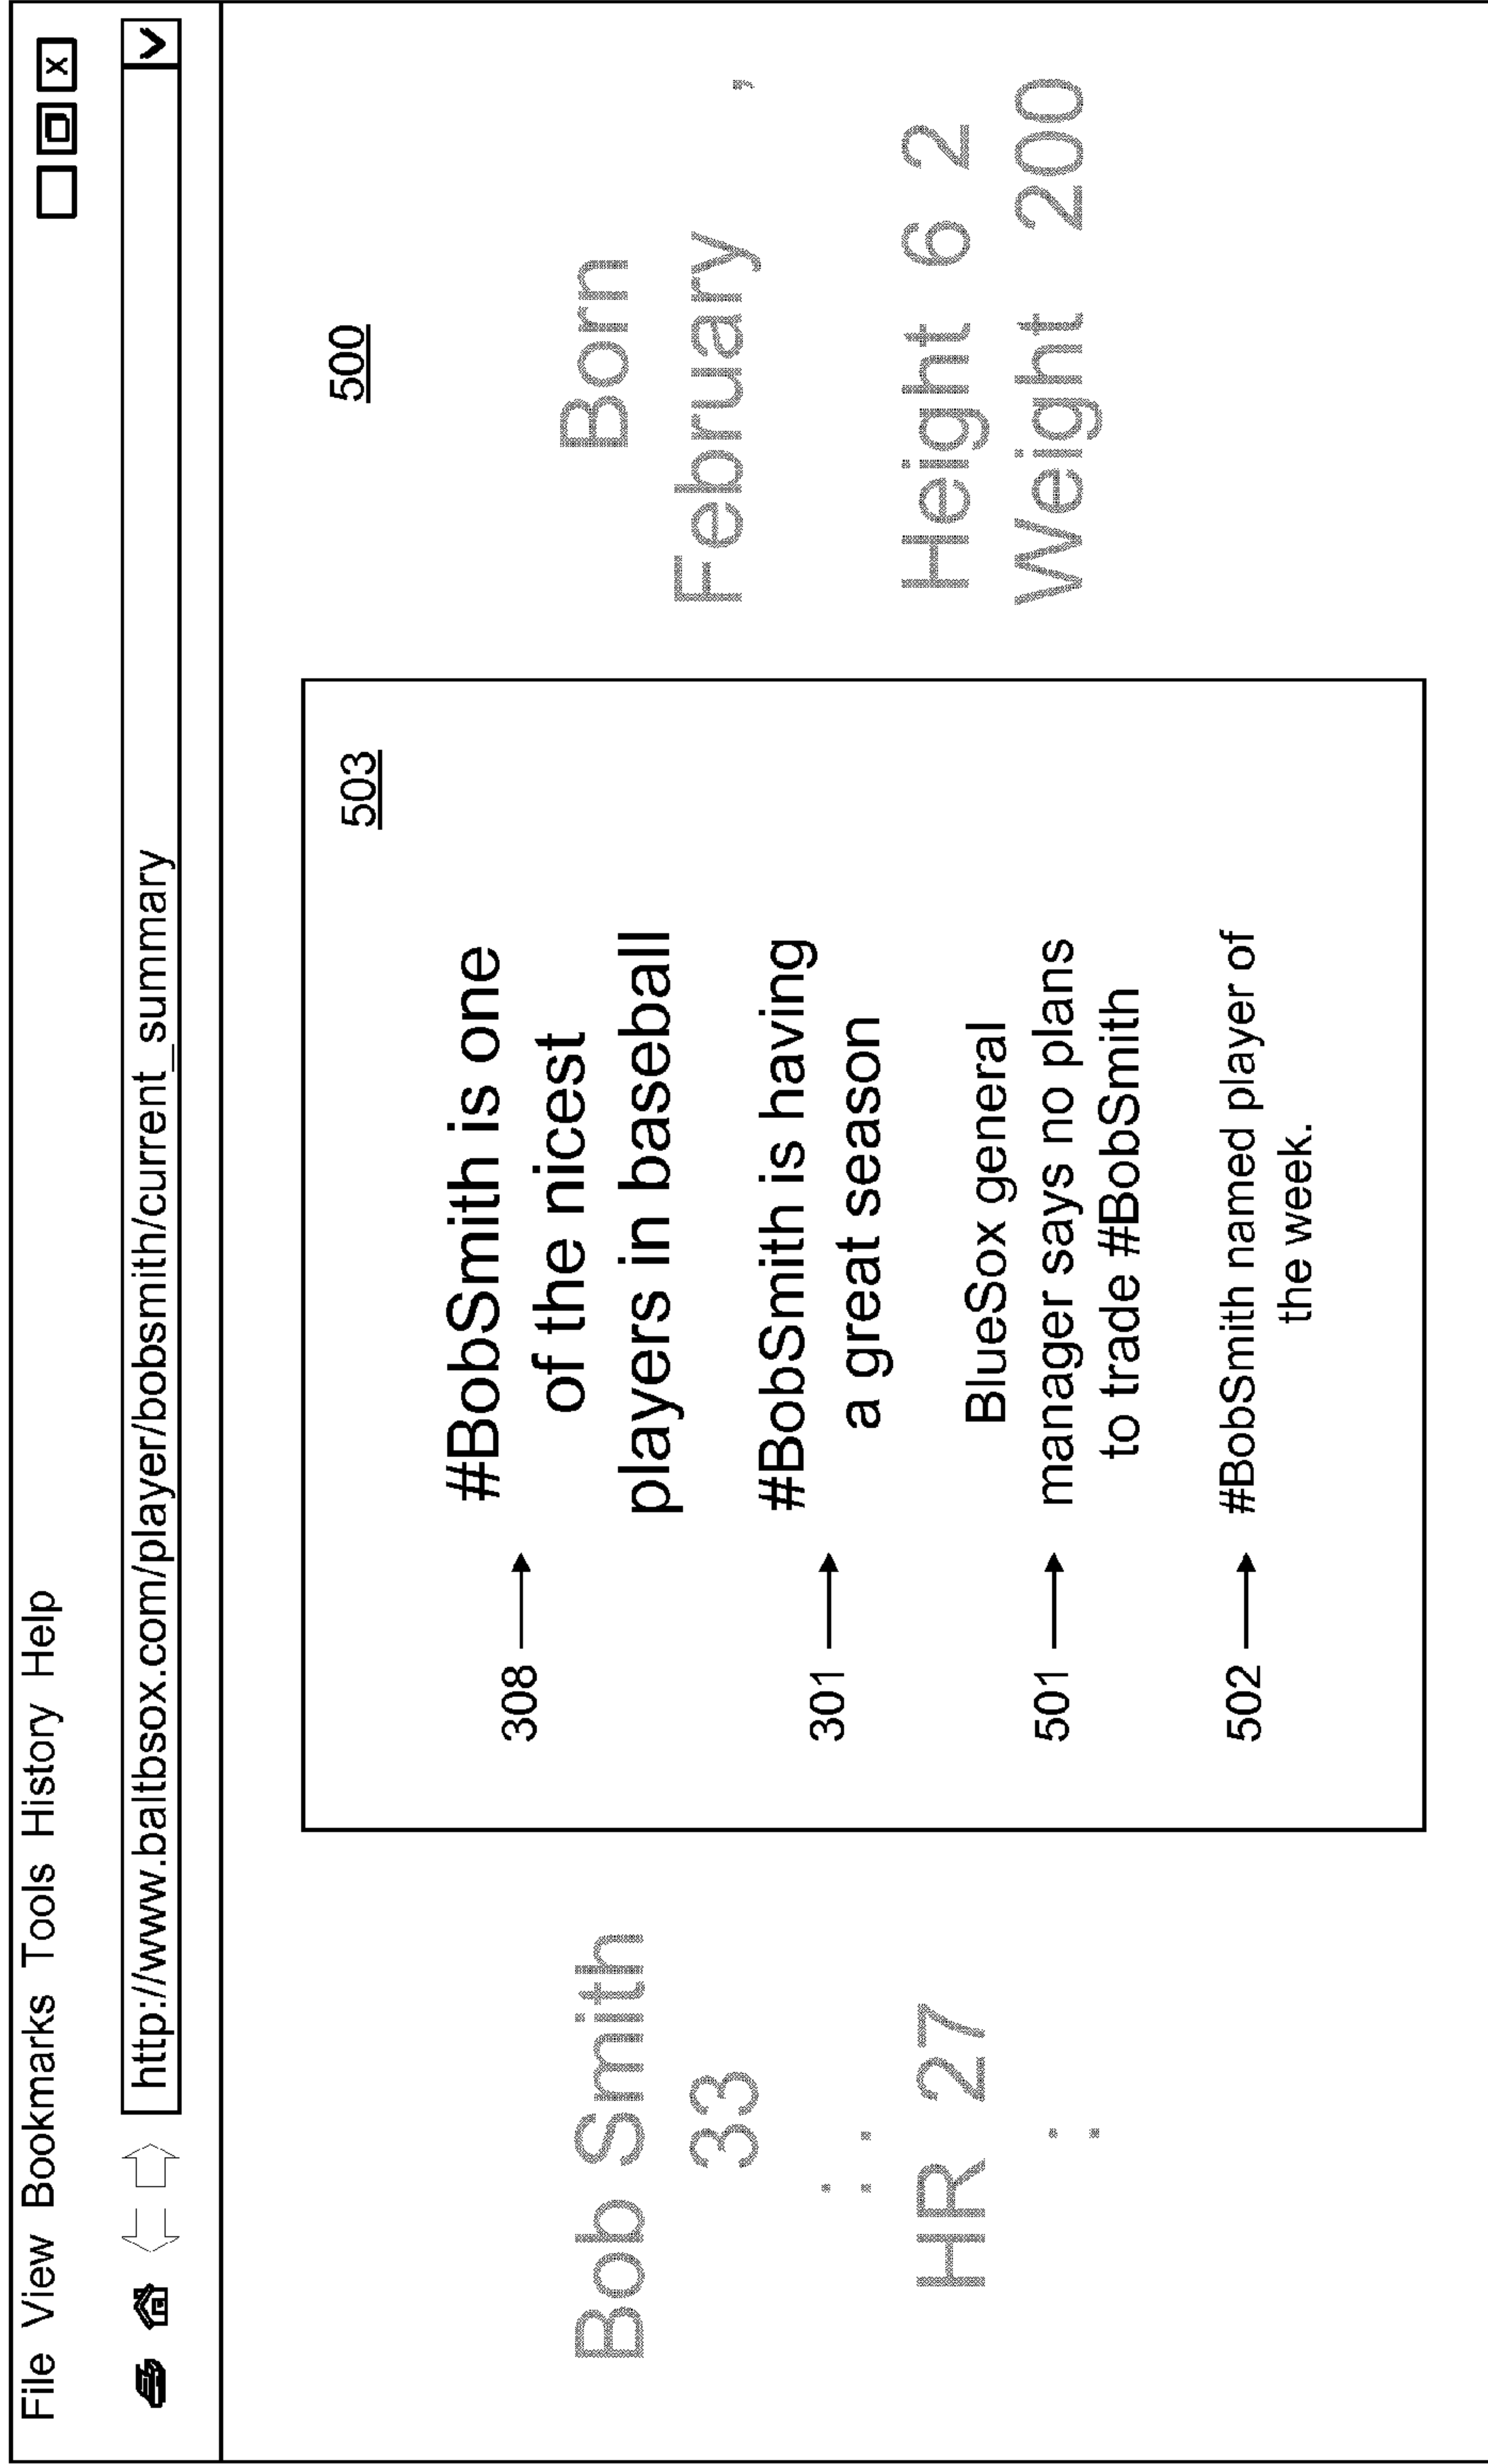 File View Bookmarks Tools History Help
X
http://www.baltbsox.com/player/bobsmith/current_summary
500
Bob Smith
33
: .
HR 27
:
503
308
#BobSmith is one
of the nicest
players in baseball
301
#BobSmith is having
a great season
501
BlueSox general
manager says no plans
to trade #BobSmith
502
#BobSmith named player of
the week.
Born
February ,
Height 6 2
Weight 200